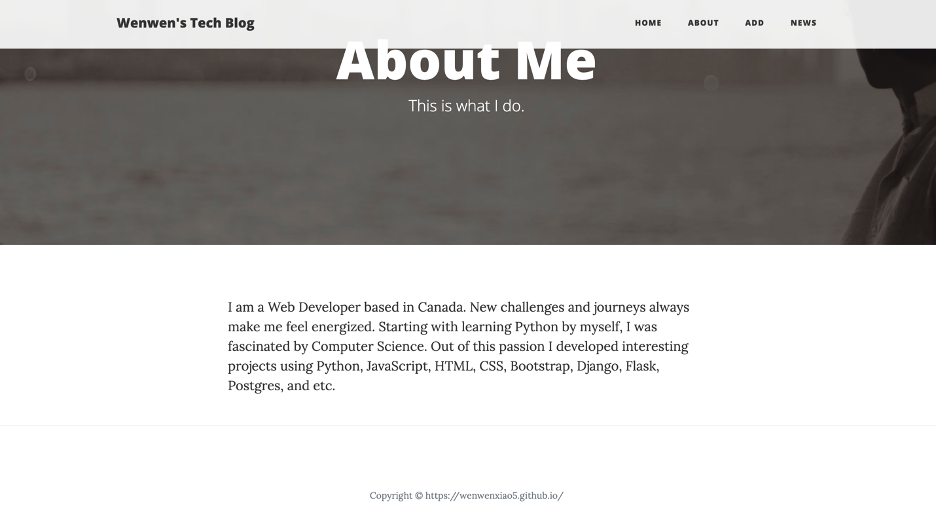 Wenwen's Tech Blog
HOME ABOUT ADD NEWS
About Me
This is what I do.
I am a Web Developer based in Canada. New challenges and journeys always
make me feel energized. Starting with learning Python by myself, I was
fascinated by Computer Science. Out of this passion I developed interesting
projects using Python, JavaScript, HTML, CSS, Bootstrap, Django, Flask,
Postgres, and etc.
Copyright © https://wenwenxiao5.github.io/